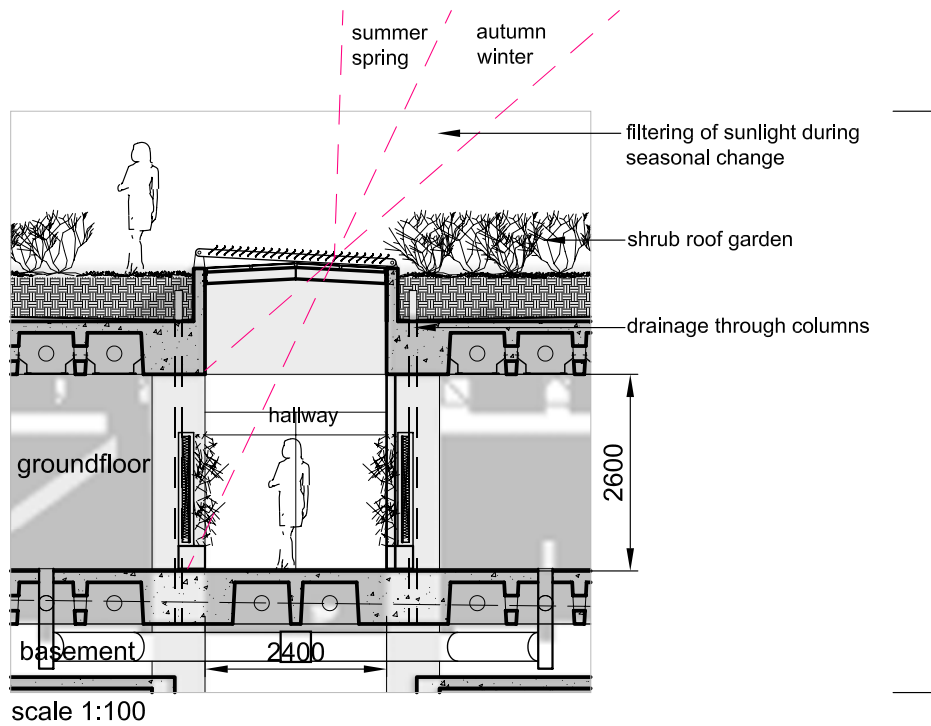 summer
spring
autumn
winter
filtering of sunlight during
seasonal change
shrub roof garden
drainage through columns
hallway
groundfloor
2600
basement
2400
scale 1:100